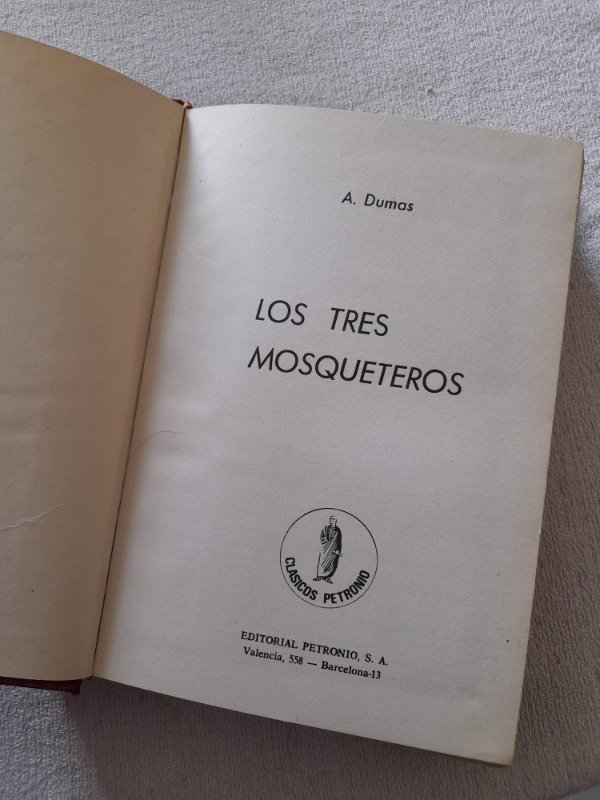 A. Dumas
LOS TRES
MOSQUETEROS
CLASICOS PETRONIO
EDITORIAL PETRONIO, S. A.
Valencia, 558 — Barcelona-13